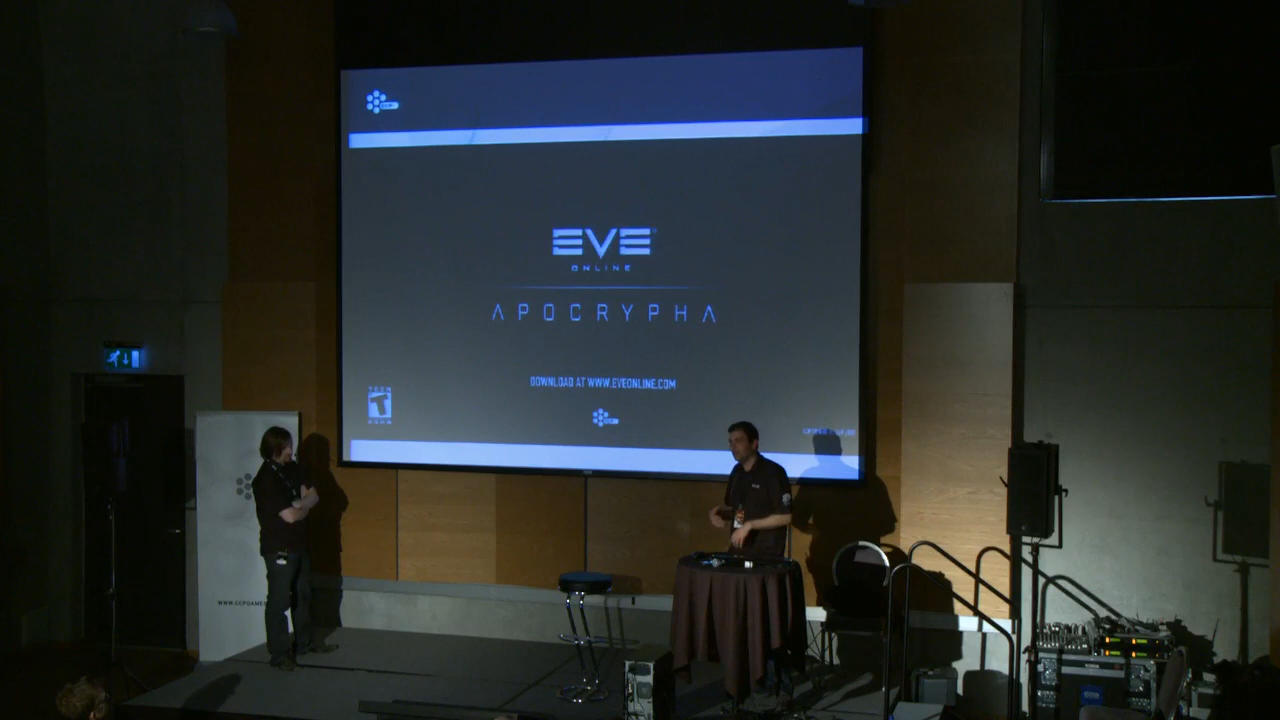 EVE
ONLINE
APOCRYPHA
DOWNLOAD AT WWW.EVEONLINE.COM
TEEN
T